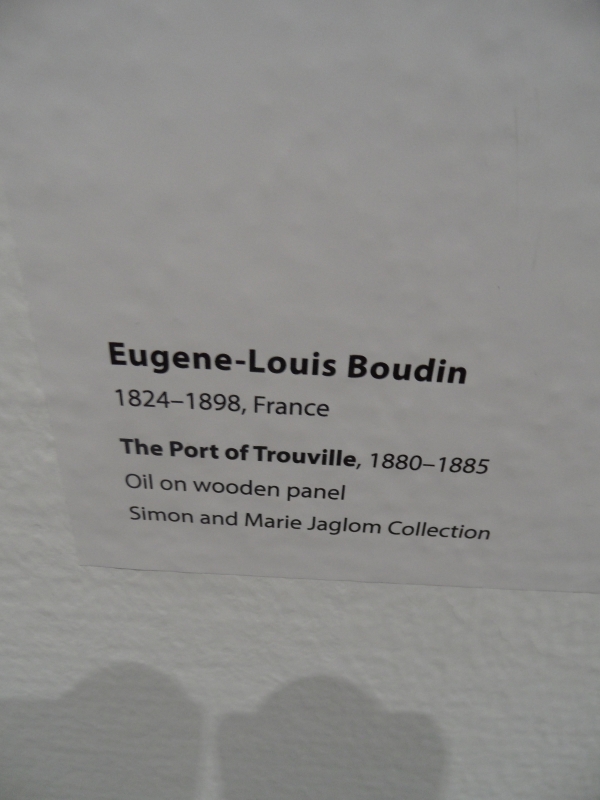 Eugene-Louis Boudin
1824–1898, France
The Port of Trouville, 1880–1885
Oil on wooden panel
Simon and Marie Jaglom Collection